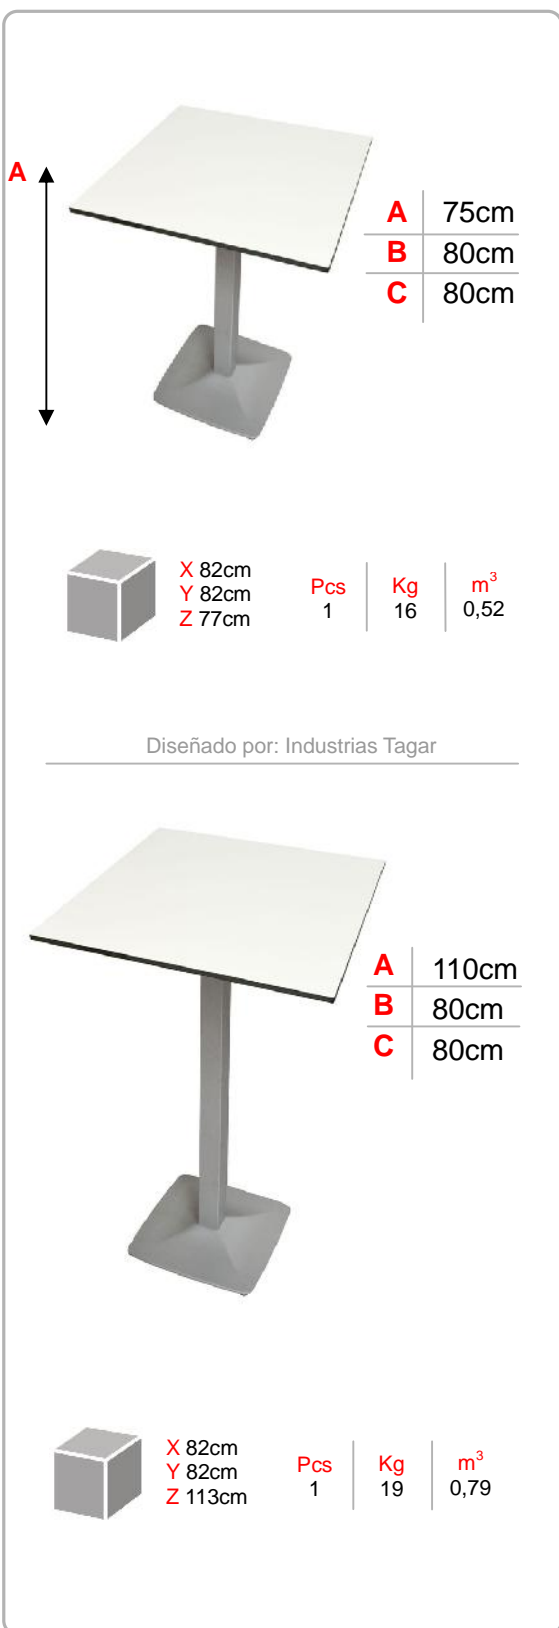 A
A 75cm
B 80cm
C 80cm
X 82cm
Y 82cm
Z 77cm
Pcs Kg m³
1 16 0,52
Diseñado por: Industrias Tagar
A 110cm
B 80cm
C 80cm
X 82cm
Y 82cm
Z 113cm
Pcs Kg m³
1 19 0,79